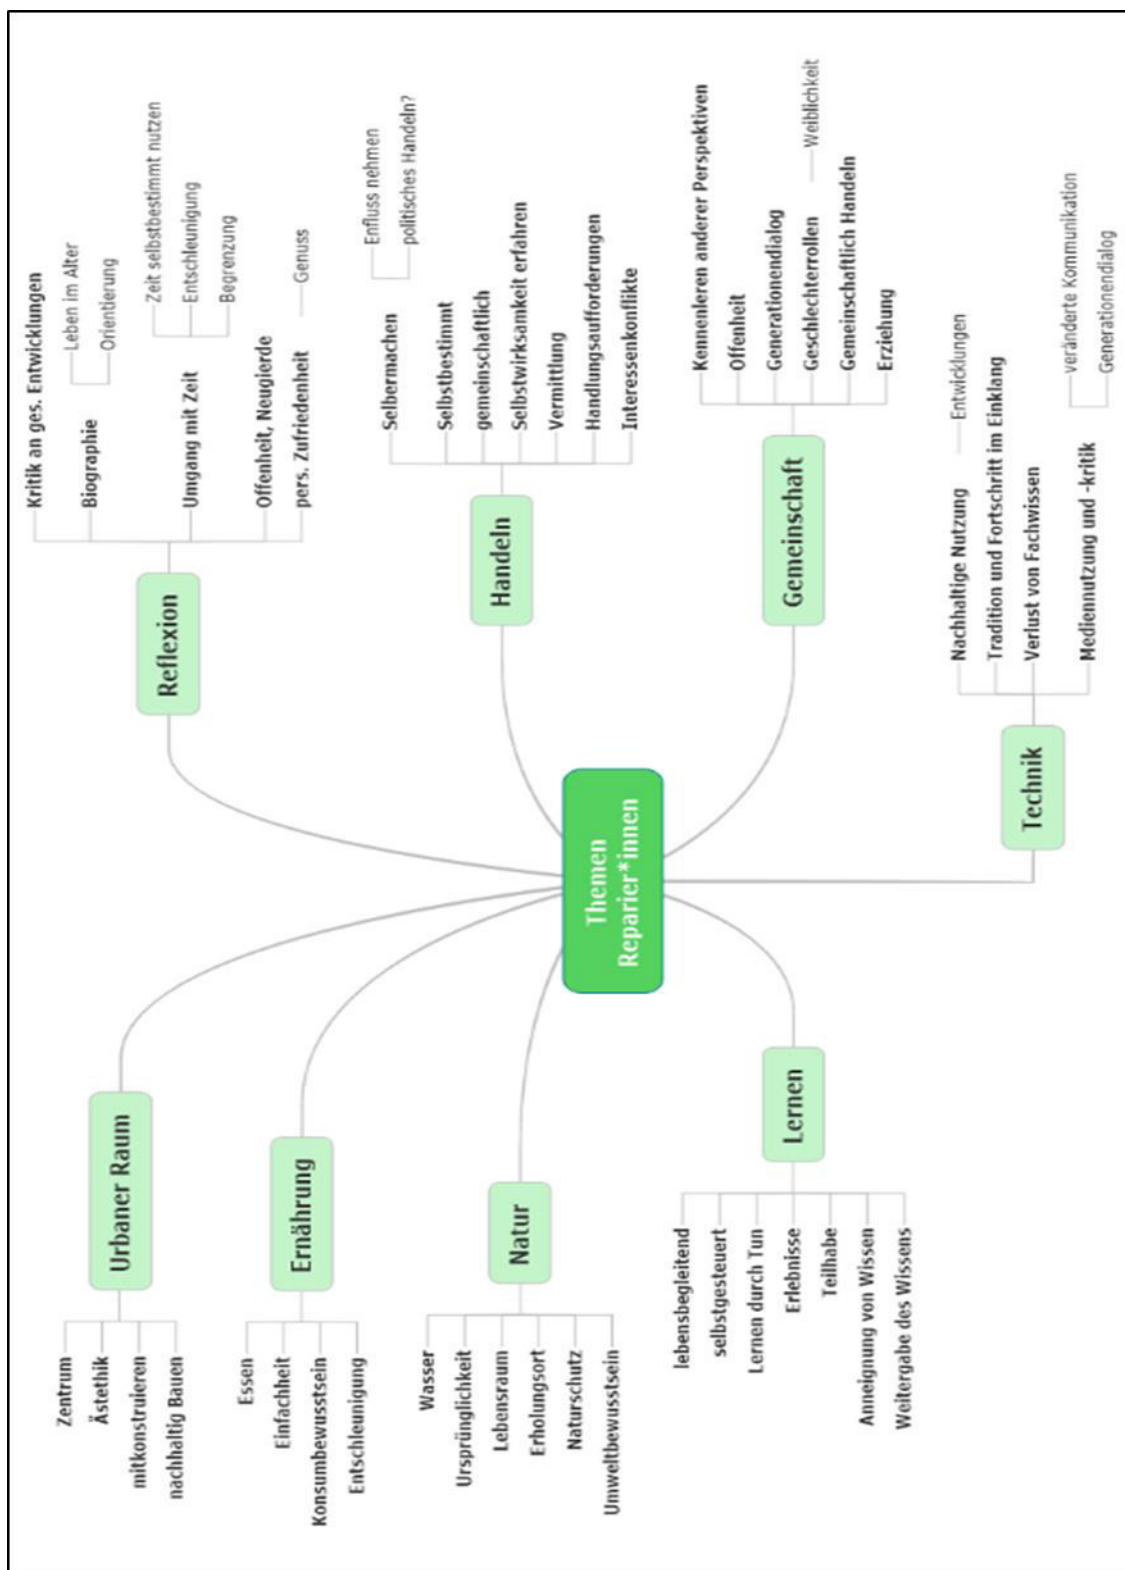 Themen
Reparier*innen
Urbaner Raum
Zentrum
Ästethik
mitkonstruieren
nachhaltig Bauen
Ernährung
Essen
Einfachheit
Konsumbewusstsein
Entschleunigung
Natur
Wasser
Ursprünglichkeit
Lebensraum
Erholungsort
Naturschutz
Umweltbewusstsein
Lernen
lebensbegleitend
selbstgesteuert
Lernen durch Tun
Erlebnisse
Teilhabe
Anneignung von Wissen
Weitergabe des Wissens
Reflexion
Kritik an ges. Entwicklungen
Biographie
Leben im Alter
Orientierung
Umgang mit Zeit
Zeit selbstbestimmt nutzen
Entschleunigung
Begrenzung
Offenheit, Neugierde
pers. Zufriedenheit
Genuss
Handeln
Selbermachen
Enfluss nehmen
politisches Handeln?
Selbstbestimmt
gemeinschaftlich
Selbstwirksamkeit erfahren
Vermittlung
Handlungsaufforderungen
Interessenkonflikte
Gemeinschaft
Kennenleren anderer Perspektiven
Offenheit
Generationendialog
Geschlechterrollen
Weiblichkeit
Gemeinschaftlich Handeln
Erziehung
Technik
Nachhaltige Nutzung
Entwicklungen
Tradition und Fortschritt im Einklang
Verlust von Fachwissen
Mediennutzung und -kritik
veränderte Kommunikation
Generationendialog